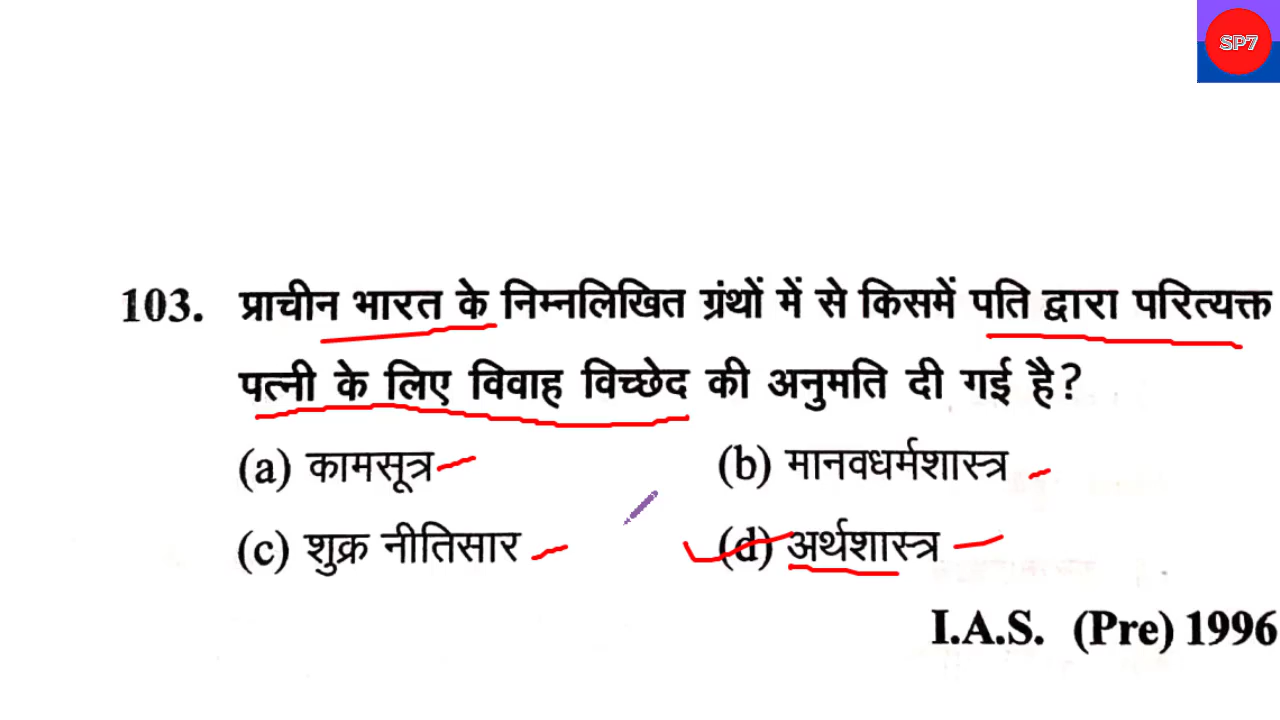 SP7
103. प्राचीन भारत के निम्नलिखित ग्रंथों में से किसमें पति द्वारा परित्यक्त
पत्नी के लिए विवाह विच्छेद की अनुमति दी गई है?
(a) कामसूत्र (b) मानवधर्मशास्त्र
(c) शुक्र नीतिसार (d) अर्थशास्त्र
I.A.S. (Pre) 1996